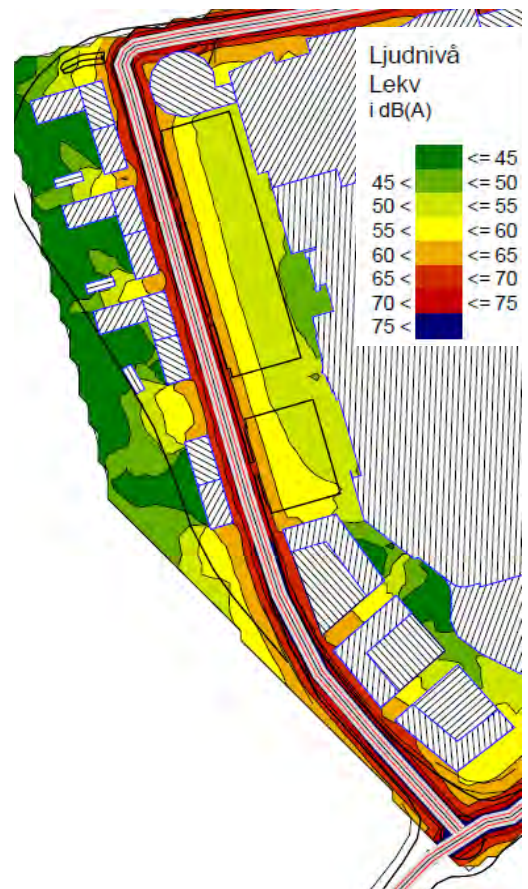 Ljudnivå
Lekv
i dB(A)
<= 45
45 < <= 50
50 < <= 55
55 < <= 60
60 < <= 65
65 < <= 70
70 < <= 75
75 <